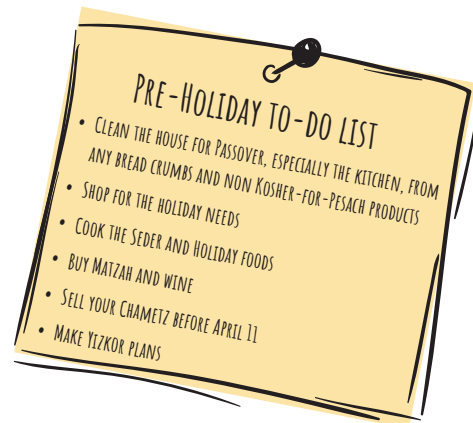 Pre-Holiday to-do list
• Clean the house for Passover, especially the kitchen, from
any bread crumbs and non Kosher-for-Pesach products
• Shop for the holiday needs
• Cook the Seder and Holiday foods
• Buy Matzah and wine
• Sell your Chametz before April 11
• Make Yizkor plans